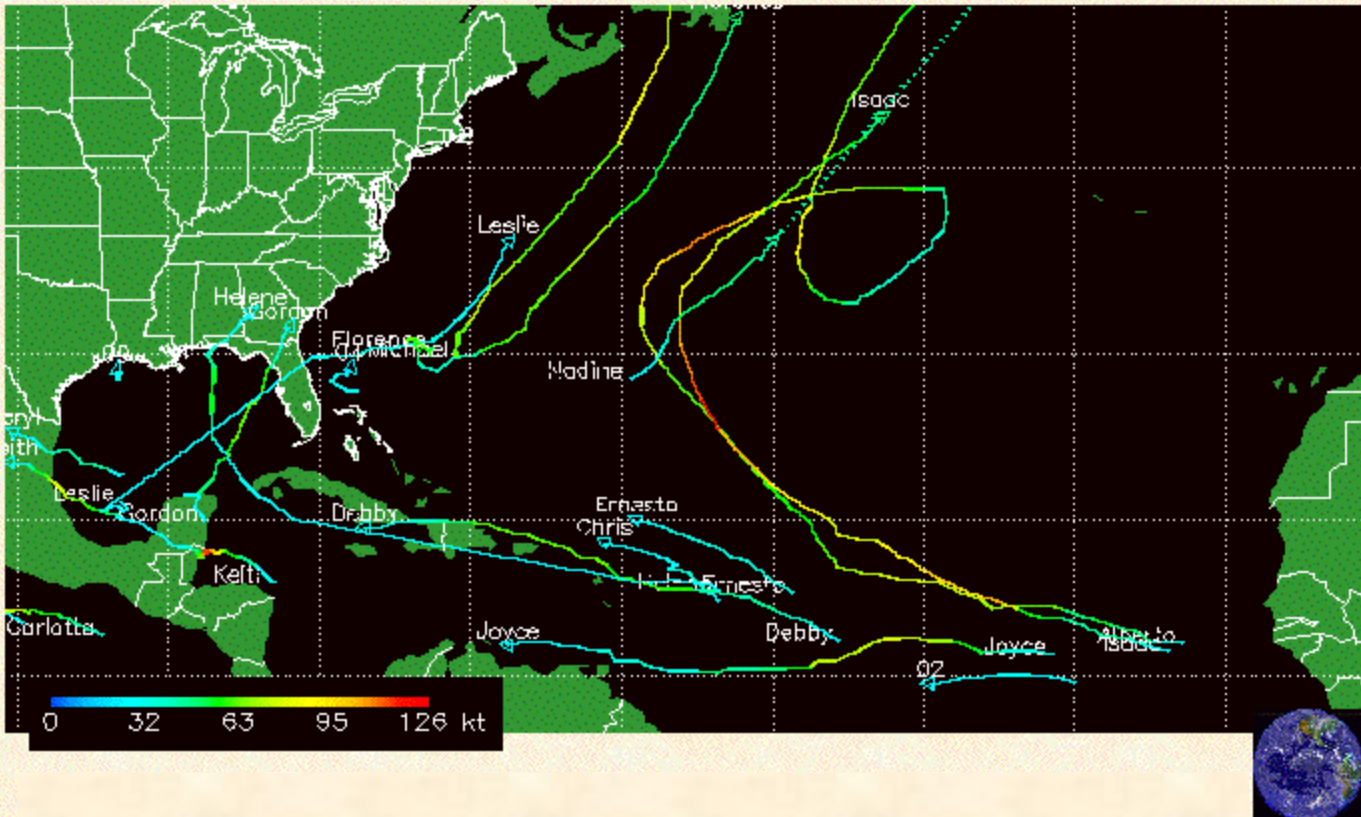 Isaac
Leslie
Helene
Gordon
Florence
Michael
Nadine
Leslie
Gordon
Debby
Ernesto
Chris
Keith
Ernesto
Carlotta
Joyce
Debby
Joyce
Alberto
Isaac
02
0 32 63 95 126 kt